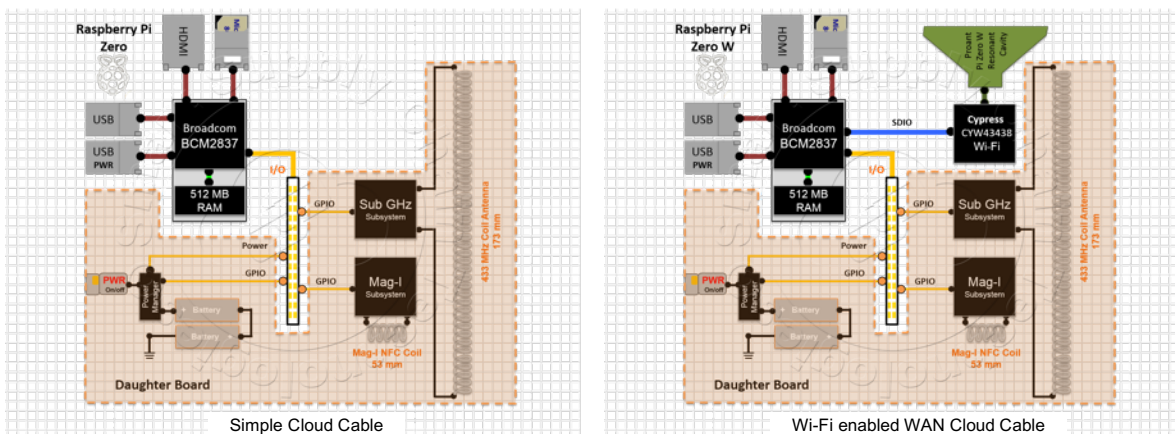 Raspberry Pi
Zero
HDMI
Mic
USB
USB
PWR
Broadcom
BCM2837
512 MB
RAM
I/O
GPIO
Sub GHz
Subsystem
Power
GPIO
GPIO
Mag-I
Subsystem
PWR
On/off
Power
Manager
+ Battery -
- Battery +
Mag-I NFC Coil
53 mm
433 MHz Coil Antenna
173 mm
Daughter Board
Simple Cloud Cable
Raspberry Pi
Zero W
HDMI
Mic
Proant
Pi Zero W
Resonant
Cavity
USB
USB
PWR
Broadcom
BCM2837
SDIO
Cypress
CYW43438
Wi-Fi
512 MB
RAM
I/O
GPIO
Sub GHz
Subsystem
Power
GPIO
GPIO
Mag-I
Subsystem
PWR
On/off
Power
Manager
+ Battery -
- Battery +
Mag-I NFC Coil
53 mm
433 MHz Coil Antenna
173 mm
Daughter Board
Wi-Fi enabled WAN Cloud Cable